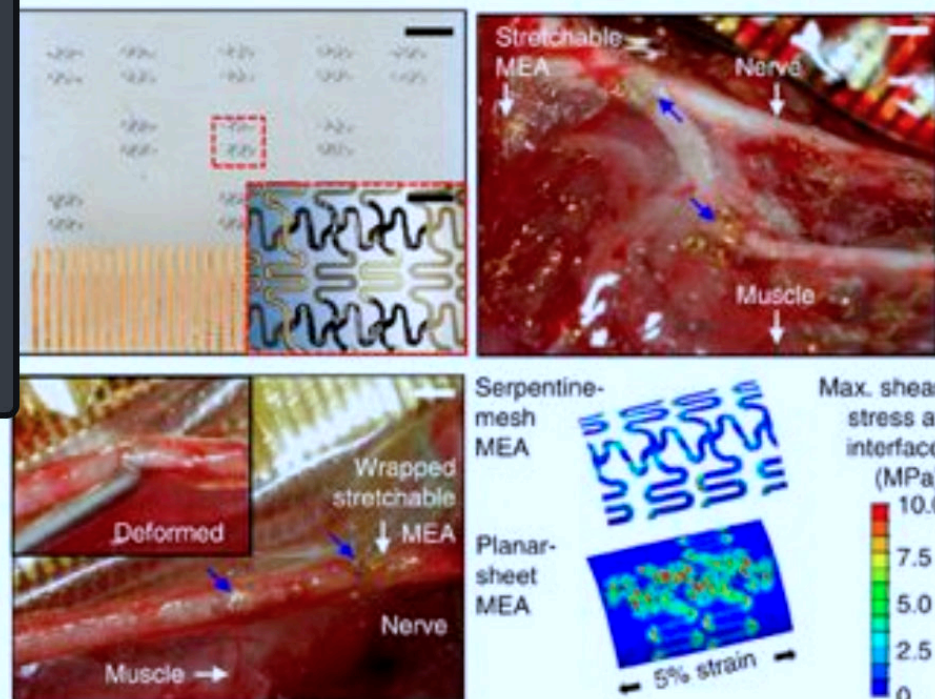 Stretchable
MEA
Nerve
Muscle
Deformed
Wrapped
stretchable
MEA
Nerve
Muscle
Serpentine-
mesh
MEA
Planar-
sheet
MEA
5% strain
Max. shear
stress a
interface
(MPa)
10.0
7.5
5.0
2.5
0